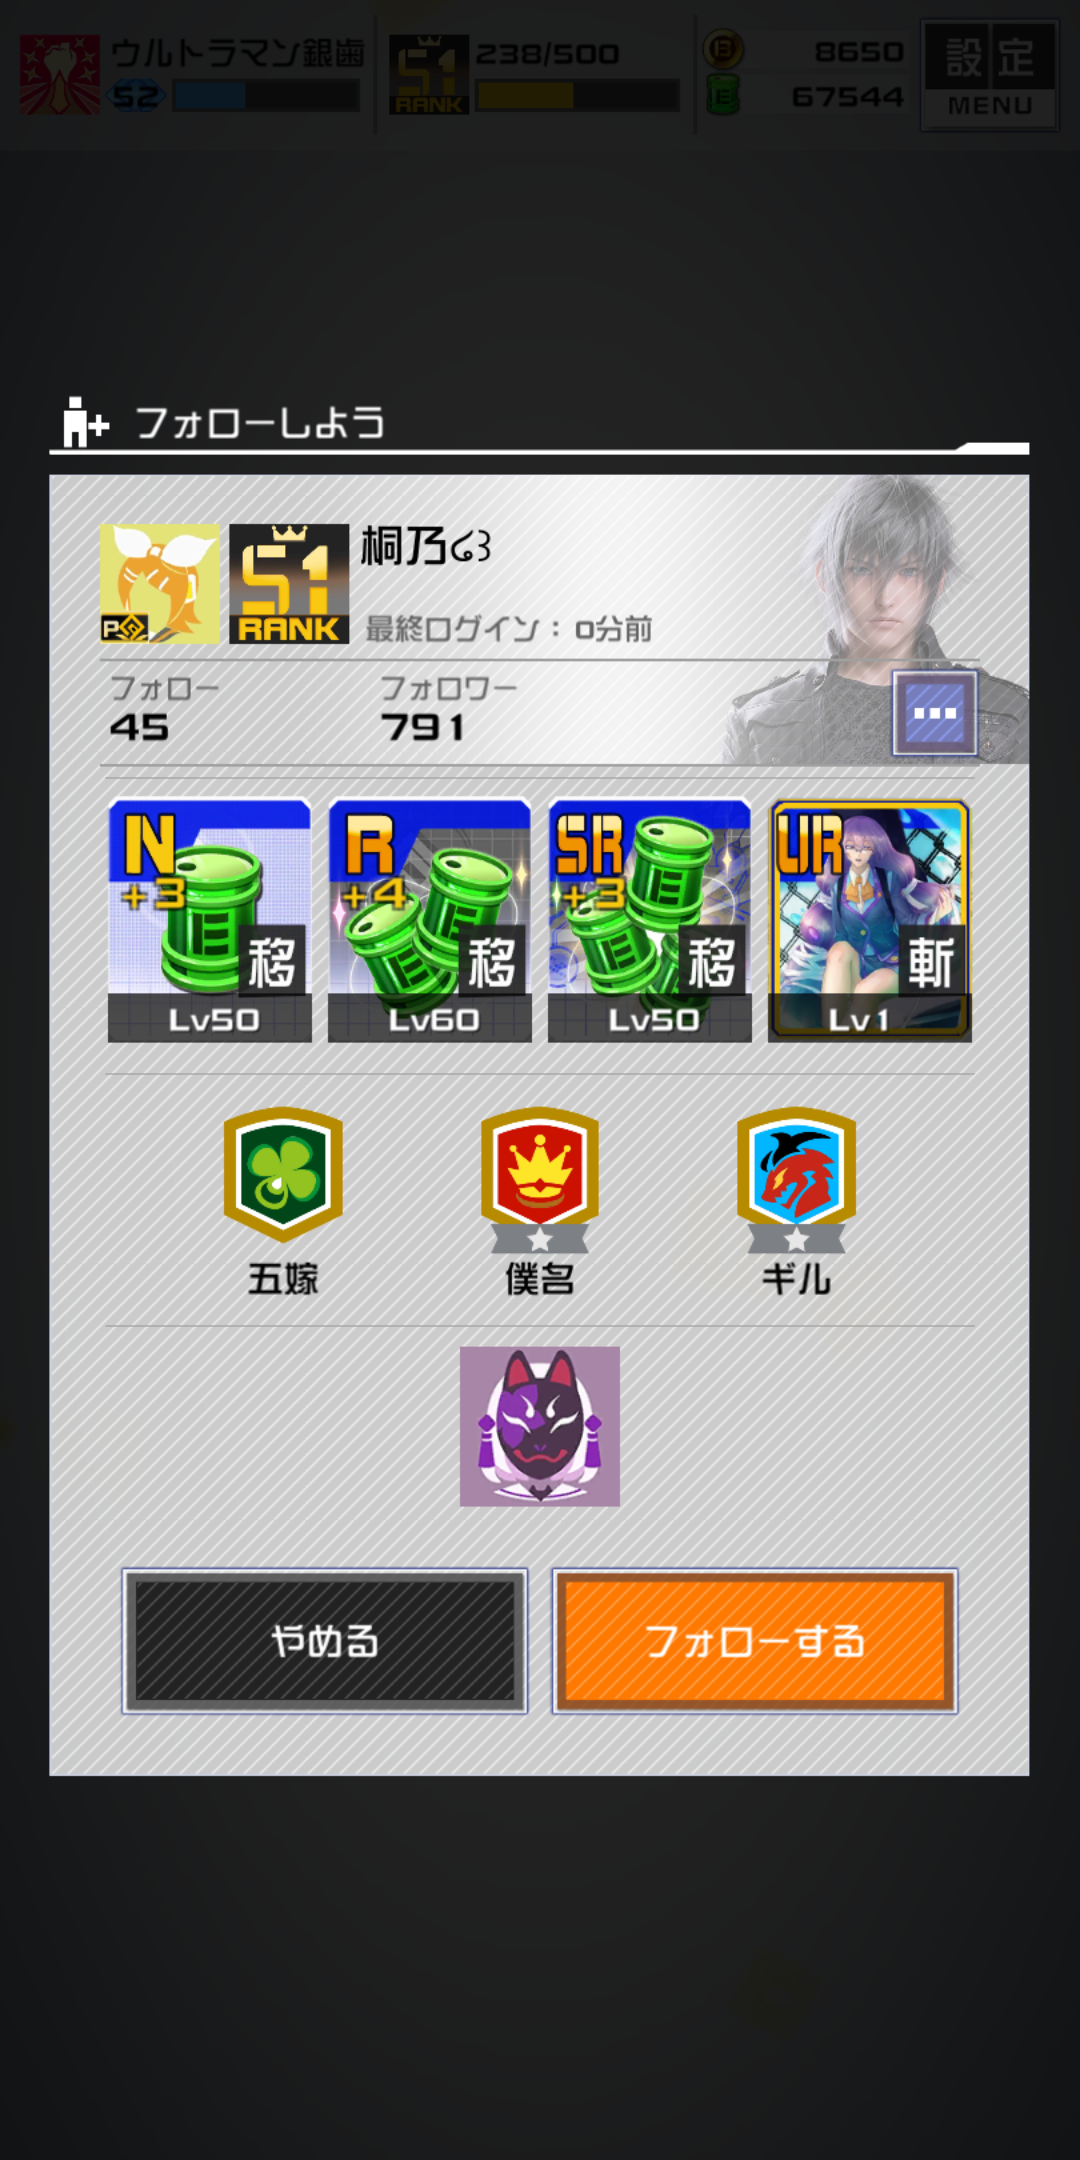 ウルトラマン銀歯
52
S1
RANK
238/500
8650
67544
設定
MENU
フォローしよう
P
S1
RANK
桐乃໒꒱
最終ログイン：0分前
フォロー
45
フォロワー
791
N
+3
移
Lv50
R
+4
移
Lv60
SR
+3
移
Lv50
UR
斬
Lv1
五嫁
僕名
ギル
やめる
フォローする